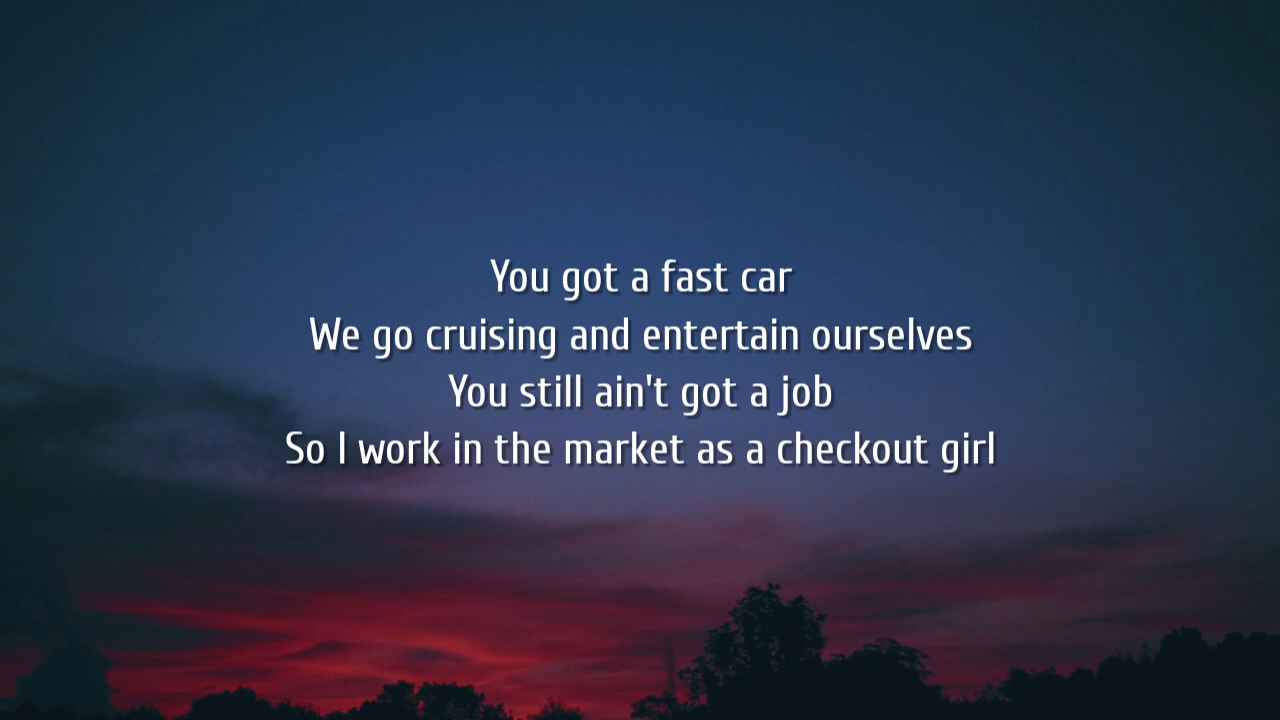 You got a fast car
We go cruising and entertain ourselves
You still ain't got a job
So I work in the market as a checkout girl